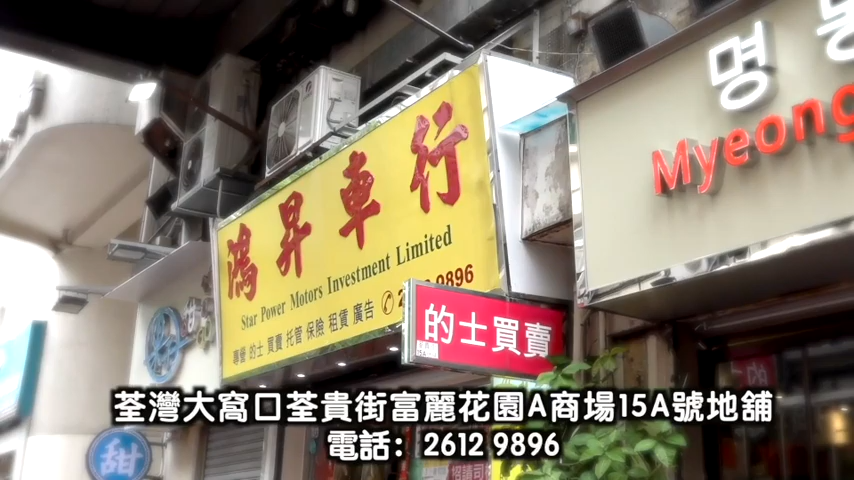 鴻昇車行
Star Power Motors Investment Limited
專營 的士 買賣 托管 保險 租賃 廣告
9896
的士買賣
명
Myeong
甜
荃灣大窩口荃貴街富麗花園A商場15A號地舖
電話：2612 9896